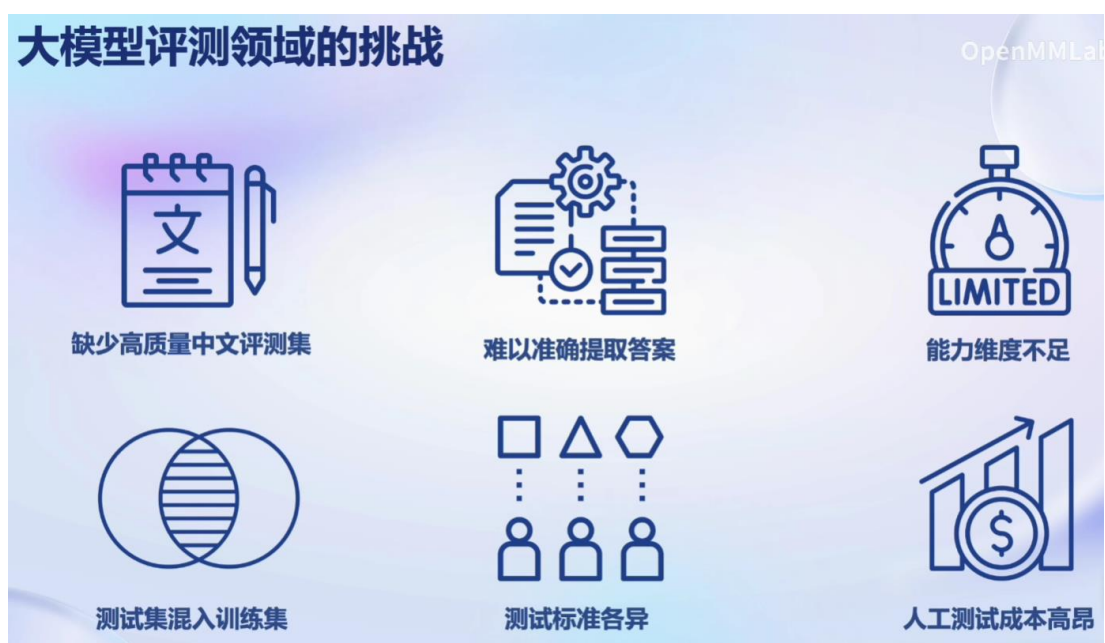 大模型评测领域的挑战
OpenMMLab
文
LIMITED
缺少高质量中文评测集
难以准确提取答案
能力维度不足
$
测试集混入训练集
测试标准各异
人工测试成本高昂